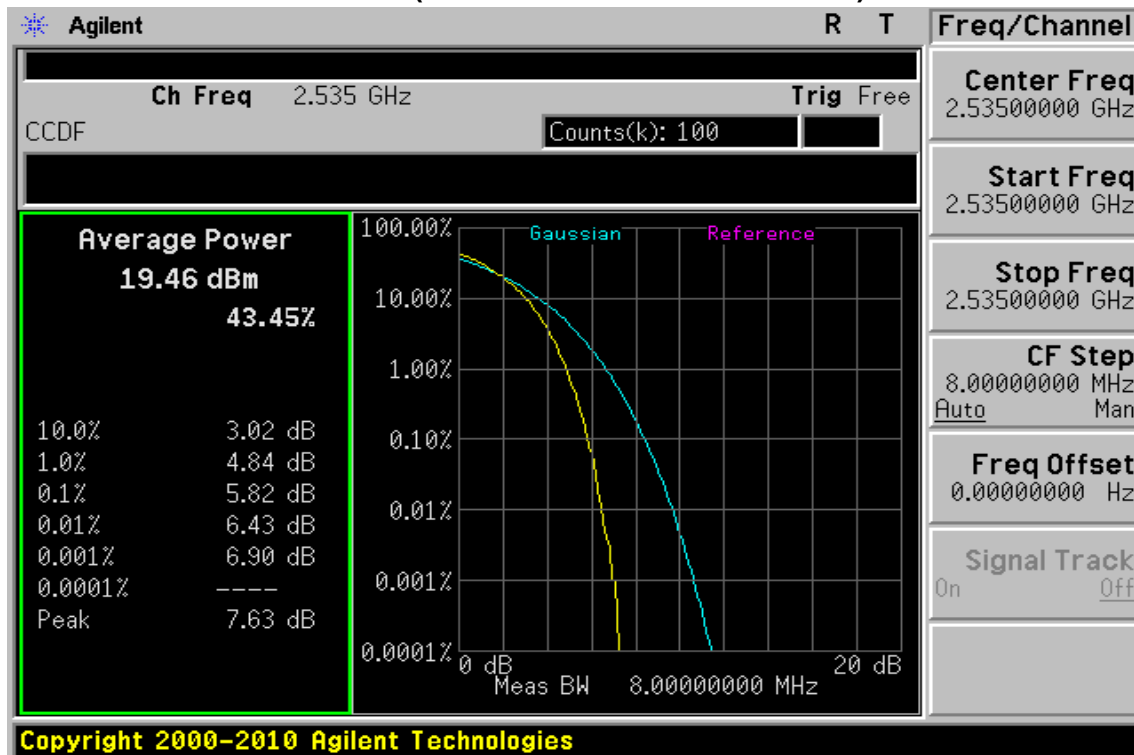 Agilent R T
Freq/Channel
Ch Freq 2.535 GHz Trig Free
CCDF Counts(k): 100
Average Power
19.46 dBm
43.45%
10.0% 3.02 dB
1.0% 4.84 dB
0.1% 5.82 dB
0.01% 6.43 dB
0.001% 6.90 dB
0.0001% ----
Peak 7.63 dB
100.00%
Gaussian Reference
10.00%
1.00%
0.10%
0.01%
0.001%
0.0001%
0 dB 20 dB
Meas BW 8.00000000 MHz
Center Freq
2.53500000 GHz
Start Freq
2.53500000 GHz
Stop Freq
2.53500000 GHz
CF Step
8.00000000 MHz
Auto Man
Freq Offset
0.00000000 Hz
Signal Track
On Off
Copyright 2000-2010 Agilent Technologies